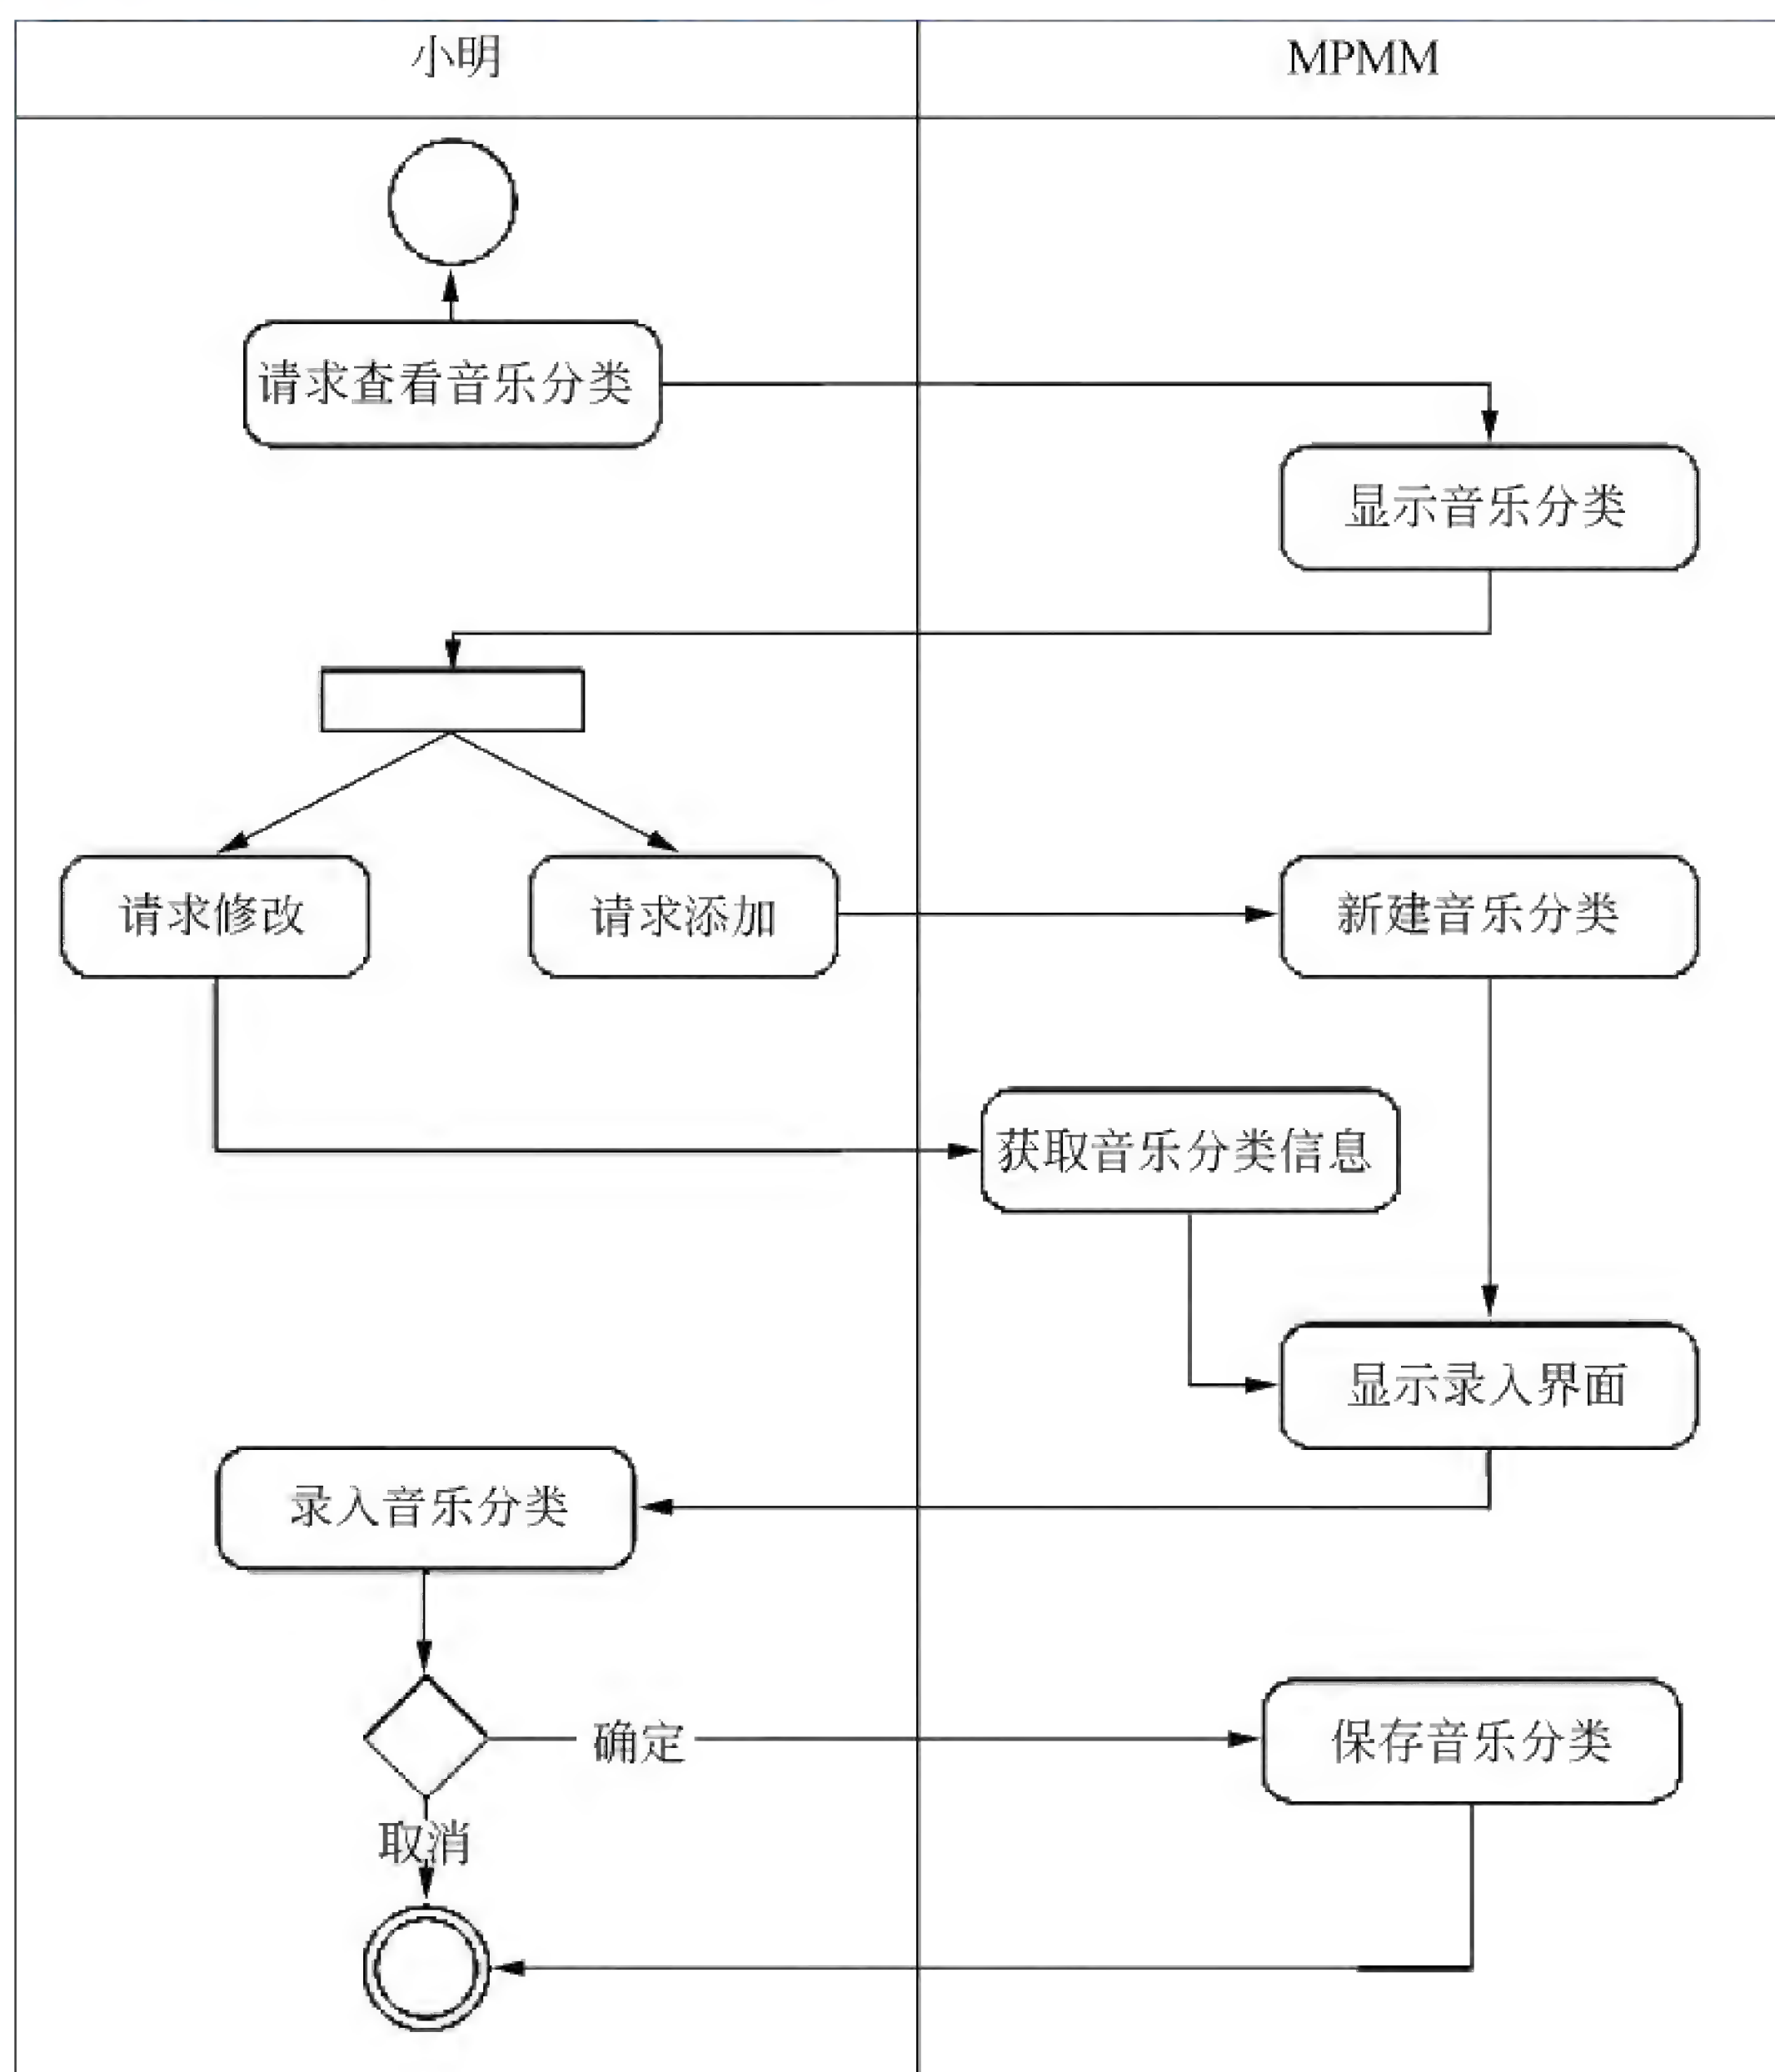 小明
MPMM
请求查看音乐分类
显示音乐分类
请求修改
请求添加
新建音乐分类
获取音乐分类信息
显示录入界面
录入音乐分类
确定
保存音乐分类
取消